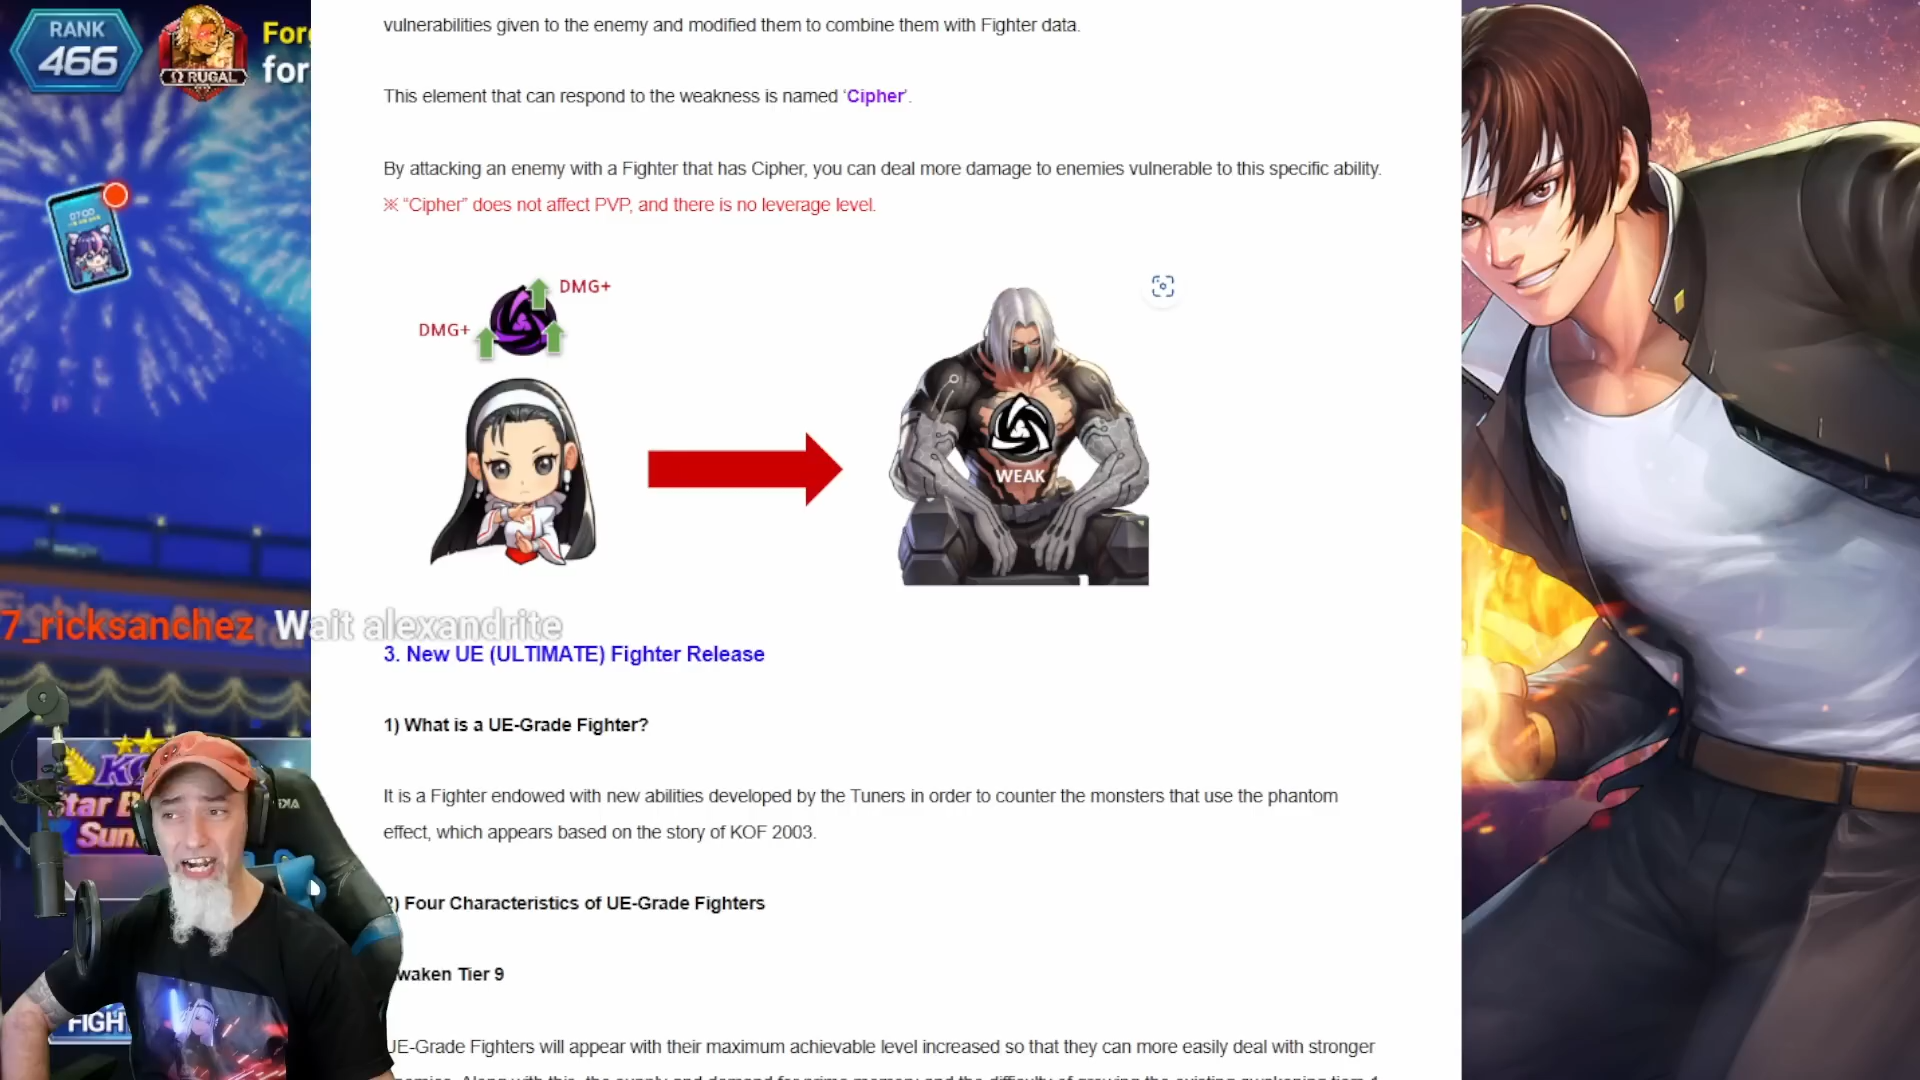 RANK
466
Ω RUGAL
for
07:00
vulnerabilities given to the enemy and modified them to combine them with Fighter data.
This element that can respond to the weakness is named ‘Cipher’.
By attacking an enemy with a Fighter that has Cipher, you can deal more damage to enemies vulnerable to this specific ability.
※ “Cipher” does not affect PVP, and there is no leverage level.
DMG+
DMG+
WEAK
7_ricksanchez Wait alexandrite
3. New UE (ULTIMATE) Fighter Release
1) What is a UE-Grade Fighter?
It is a Fighter endowed with new abilities developed by the Tuners in order to counter the monsters that use the phantom
effect, which appears based on the story of KOF 2003.
2) Four Characteristics of UE-Grade Fighters
waken Tier 9
UE-Grade Fighters will appear with their maximum achievable level increased so that they can more easily deal with stronger
FIGH